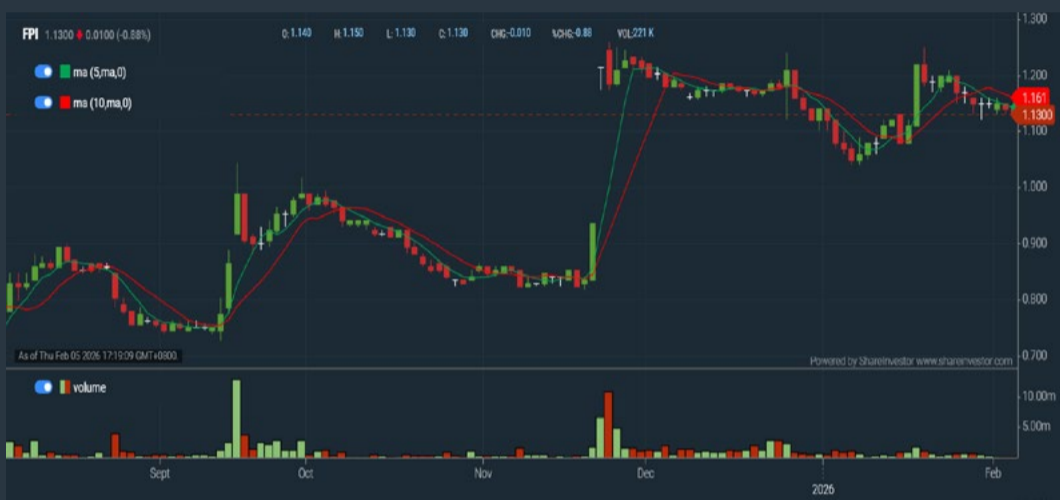 FPI 1.1300 0.0100 (-0.88%) O: 1.140 H: 1.150 L: 1.130 C: 1.130 CHG:-0.010 %CHG:-0.88 VOL:221 K
ma (5,ma,0)
ma (10,ma,0)
1.300
1.200
1.161
1.1300
1.100
1.000
0.900
0.800
0.700
As of Thu Feb 05 2026 17:19:09 GMT+0800.
Powered by ShareInvestor www.shareinvestor.com
volume
10.00m
5.00m
Sept Oct Nov Dec Feb
2026